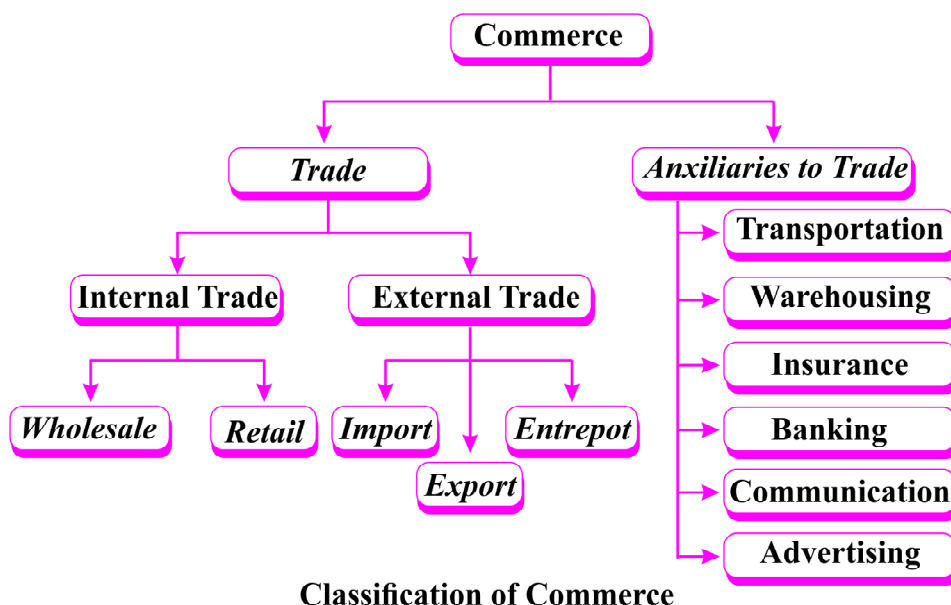 Commerce
Trade
Anxiliaries to Trade
Internal Trade
External Trade
Wholesale
Retail
Import
Export
Entrepot
Transportation
Warehousing
Insurance
Banking
Communication
Advertising
Classification of Commerce